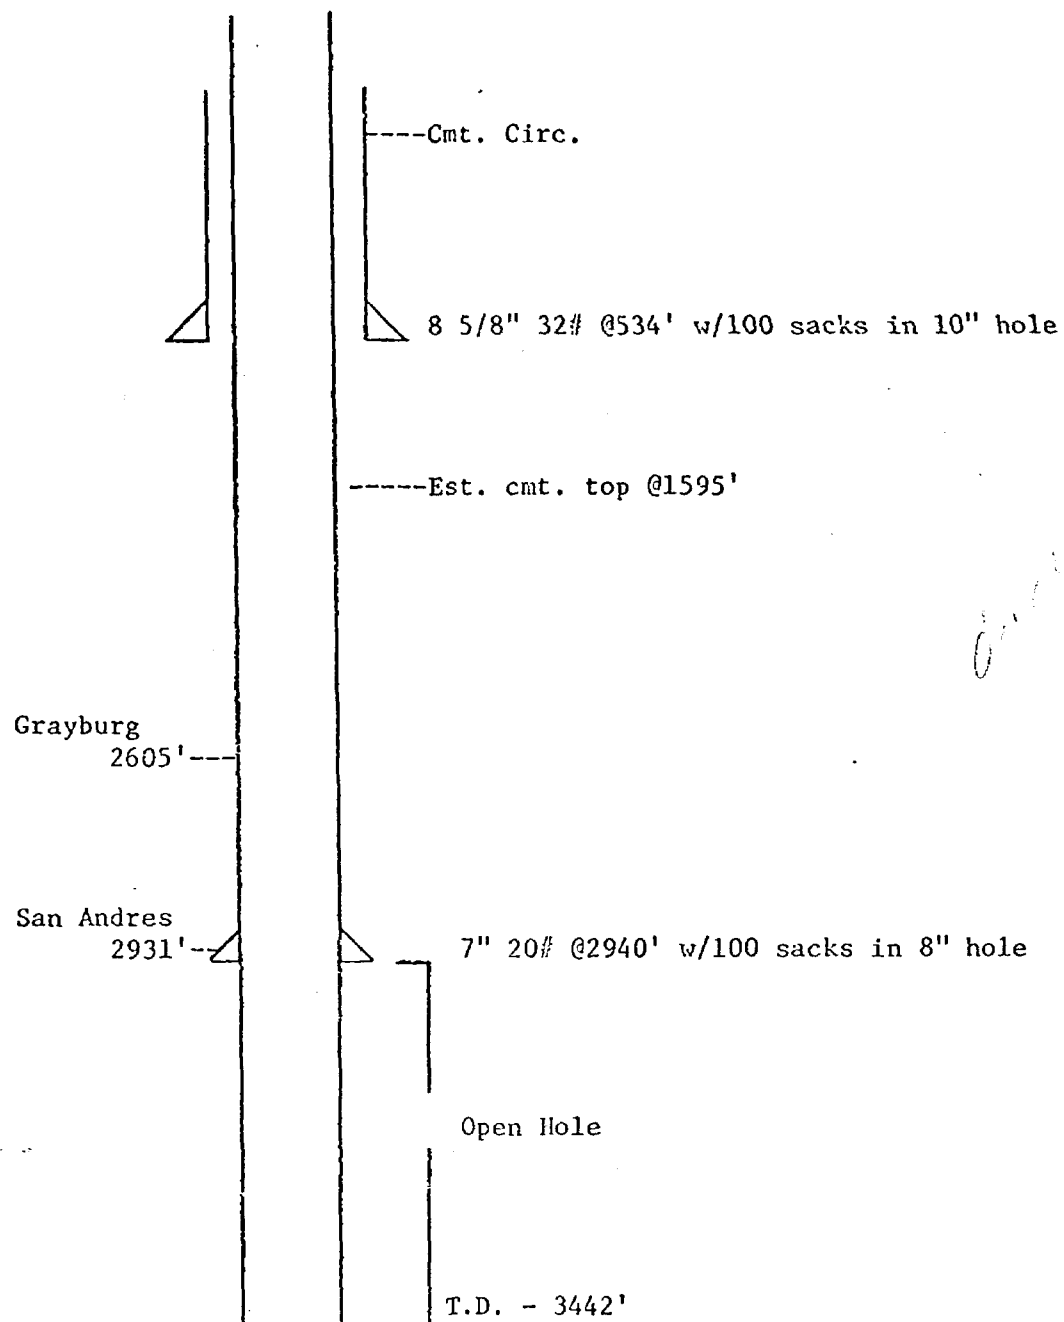 ----Cmt. Circ.
8 5/8" 32# @534' w/100 sacks in 10" hole
-----Est. cmt. top @1595'
Grayburg
2605'---
San Andres
2931'--
7" 20# @2940' w/100 sacks in 8" hole
Open Hole
T.D. - 3442'